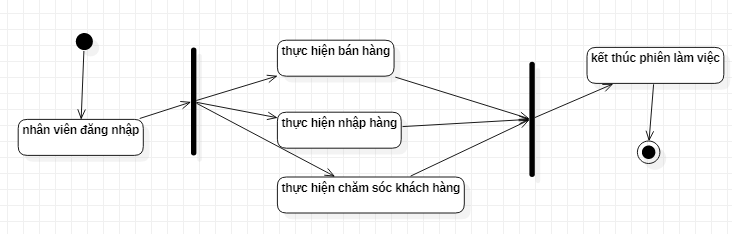 nhân viên đăng nhập
thực hiện bán hàng
thực hiện nhập hàng
thực hiện chăm sóc khách hàng
kết thúc phiên làm việc